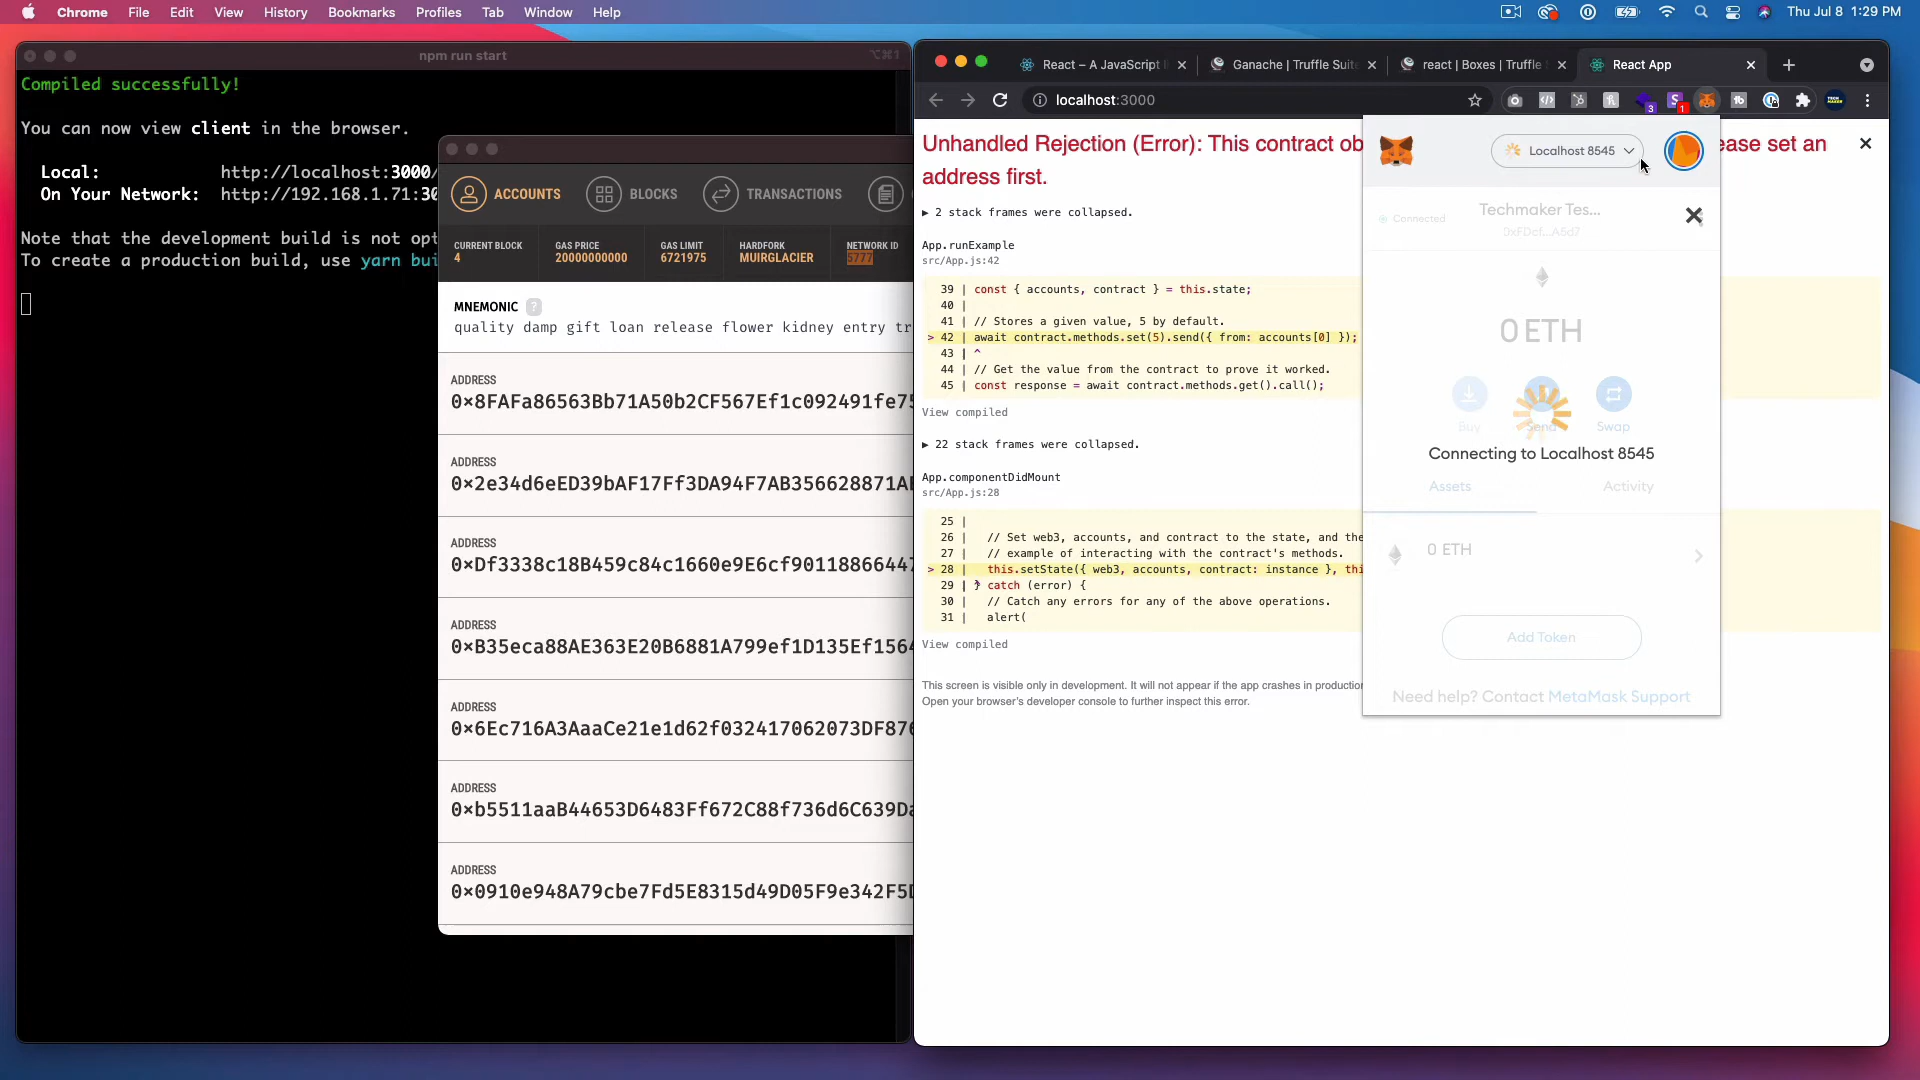 Chrome File Edit View History Bookmarks Profiles Tab Window Help
Thu Jul 8 1:29 PM
npm run start
Compiled successfully!
You can now view client in the browser.
Local: http://localhost:3000/
On Your Network: http://192.168.1.71:30
Note that the development build is not opt
To create a production build, use yarn bui
ACCOUNTS BLOCKS TRANSACTIONS
CURRENT BLOCK
4
GAS PRICE
20000000000
GAS LIMIT
6721975
HARDFORK
MUIRGLACIER
NETWORK ID
5777
MNEMONIC ?
quality damp gift loan release flower kidney entry tr
ADDRESS
0×8FAFa86563Bb71A50b2CF567Ef1c092491fe75
ADDRESS
0×2e34d6eED39bAF17Ff3DA94F7AB356628871AE
ADDRESS
0×Df3338c18B459c84c1660e9E6cf90118866447
ADDRESS
0×B35eca88AE363E20B6881A799ef1D135Ef1564
ADDRESS
0×6Ec716A3AaaCe21e1d62f032417062073DF876
ADDRESS
0×b5511aaB44653D6483Ff672C88f736d6C639Da
ADDRESS
0×0910e948A79cbe7Fd5E8315d49D05F9e342F5D
React – A JavaScript
Ganache | Truffle Suite
react | Boxes | Truffle
React App
localhost:3000
3
1
Unhandled Rejection (Error): This contract ob
ease set an
address first.
▶ 2 stack frames were collapsed.
App.runExample
src/App.js:42
39 | const { accounts, contract } = this.state;
40 |
41 | // Stores a given value, 5 by default.
> 42 | await contract.methods.set(5).send({ from: accounts[0] });
43 | ^
44 | // Get the value from the contract to prove it worked.
45 | const response = await contract.methods.get().call();
View compiled
▶ 22 stack frames were collapsed.
App.componentDidMount
src/App.js:28
25 |
26 | // Set web3, accounts, and contract to the state, and the
27 | // example of interacting with the contract's methods.
> 28 | this.setState({ web3, accounts, contract: instance }, thi
29 | } catch (error) {
30 | // Catch any errors for any of the above operations.
31 | alert(
View compiled
This screen is visible only in development. It will not appear if the app crashes in production
Open your browser's developer console to further inspect this error.
Localhost 8545
Connected
Techmaker Tes...
0xFDcf...A5d7
0 ETH
Buy Send Swap
Connecting to Localhost 8545
Assets Activity
0 ETH
Add Token
Need help? Contact MetaMask Support